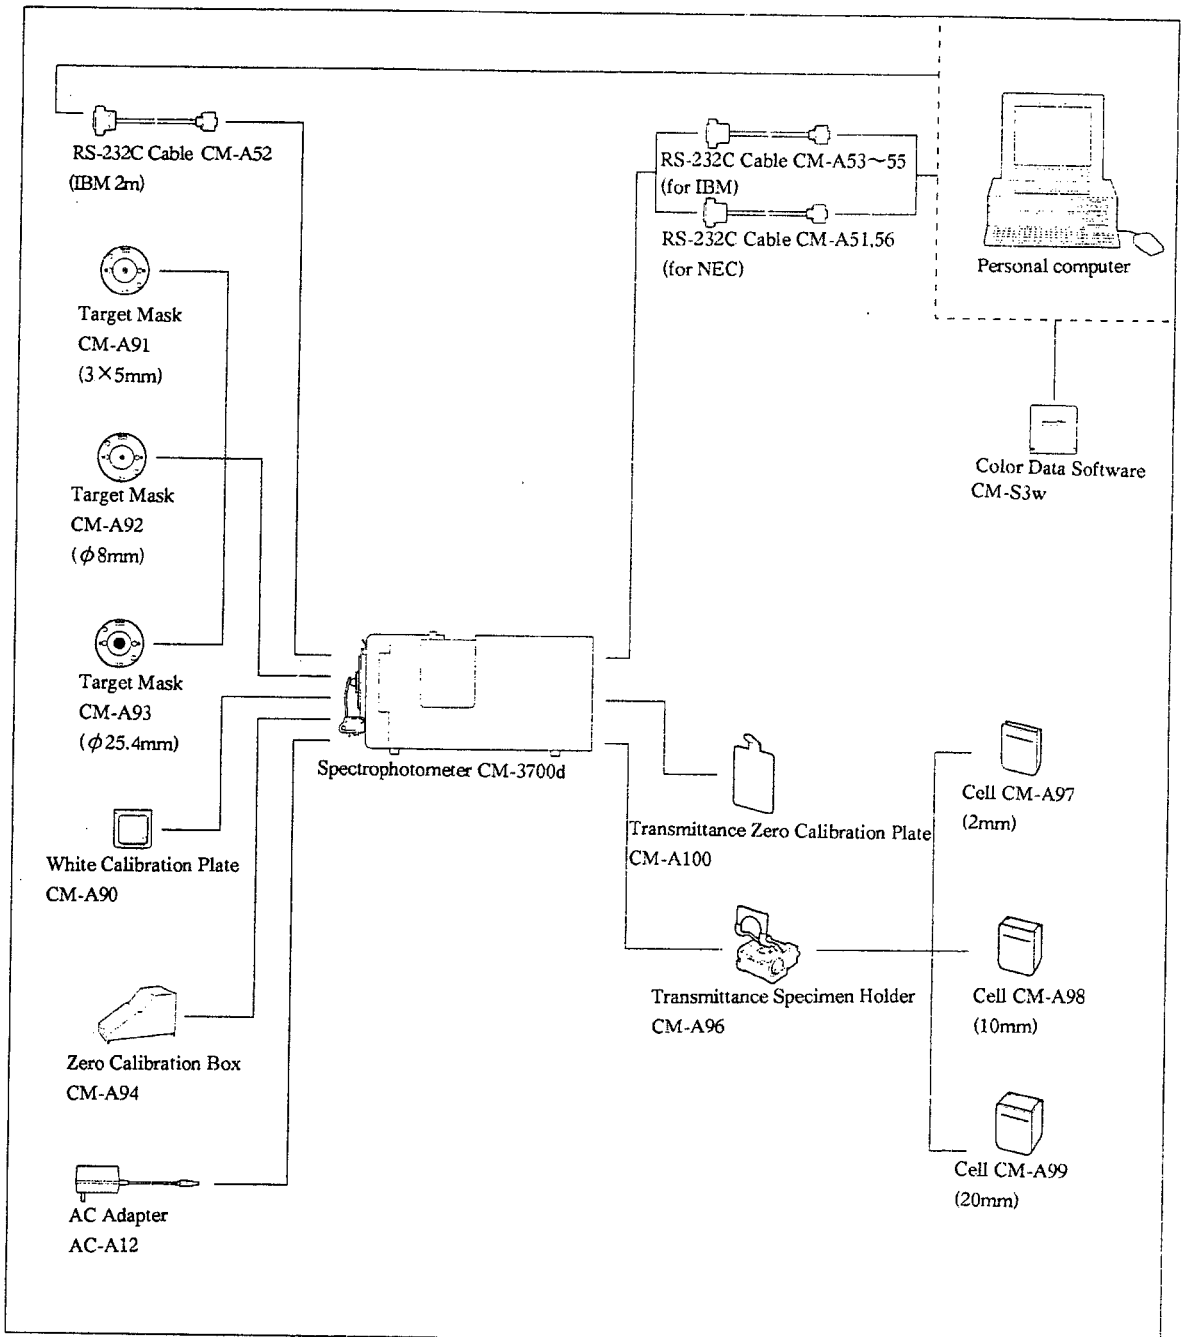 RS-232C Cable CM-A52
(IBM 2m)
Target Mask
CM-A91
(3×5mm)
Target Mask
CM-A92
(ϕ8mm)
Target Mask
CM-A93
(ϕ25.4mm)
White Calibration Plate
CM-A90
Zero Calibration Box
CM-A94
AC Adapter
AC-A12
Spectrophotometer CM-3700d
RS-232C Cable CM-A53~55
(for IBM)
RS-232C Cable CM-A51,56
(for NEC)
Personal computer
Color Data Software
CM-S3w
Transmittance Zero Calibration Plate
CM-A100
Transmittance Specimen Holder
CM-A96
Cell CM-A97
(2mm)
Cell CM-A98
(10mm)
Cell CM-A99
(20mm)